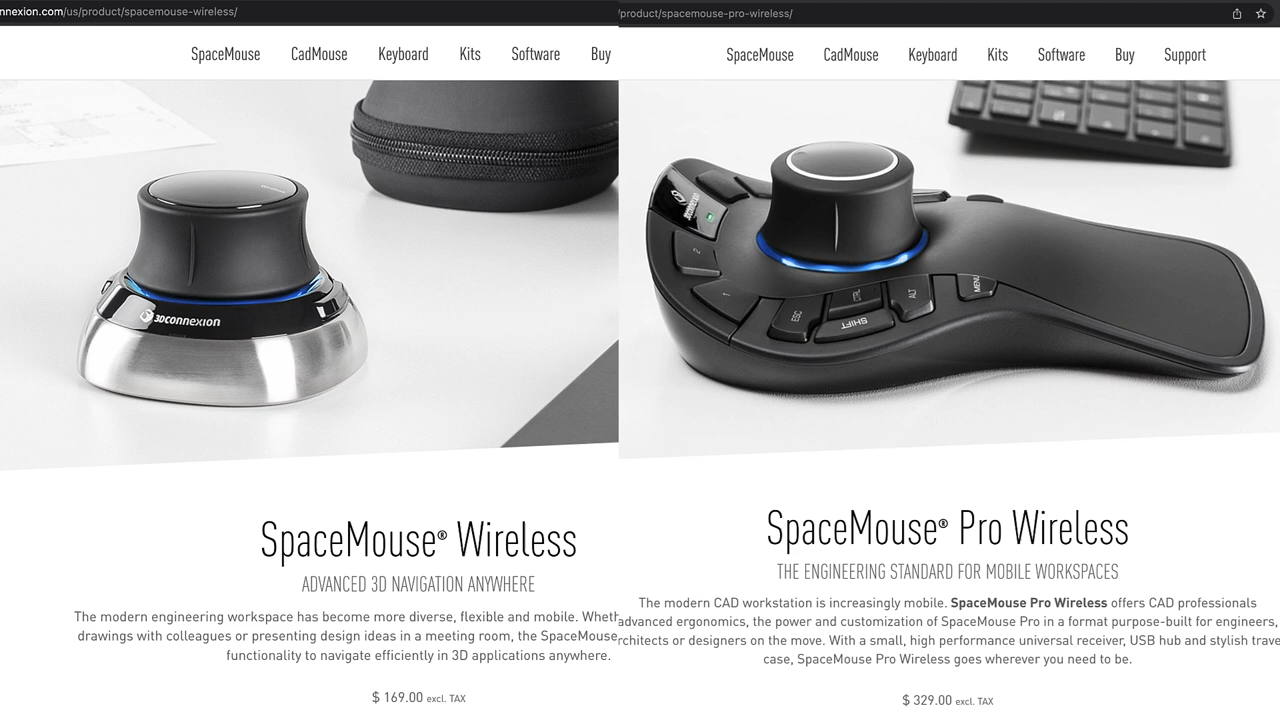 nnexion.com/us/product/spacemouse-wireless/
SpaceMouse CadMouse Keyboard Kits Software Buy
3Dconnexion
SpaceMouse® Wireless
ADVANCED 3D NAVIGATION ANYWHERE
The modern engineering workspace has become more diverse, flexible and mobile. Wheth
drawings with colleagues or presenting design ideas in a meeting room, the SpaceMouse
functionality to navigate efficiently in 3D applications anywhere.
$ 169.00 excl. TAX
/product/spacemouse-pro-wireless/
SpaceMouse CadMouse Keyboard Kits Software Buy Support
3Dconnexion
2
1
ESC
CTRL
SHIFT
ALT
MENU
SpaceMouse® Pro Wireless
THE ENGINEERING STANDARD FOR MOBILE WORKSPACES
The modern CAD workstation is increasingly mobile. SpaceMouse Pro Wireless offers CAD professionals
advanced ergonomics, the power and customization of SpaceMouse Pro in a format purpose-built for engineers,
rchitects or designers on the move. With a small, high performance universal receiver, USB hub and stylish trave
case, SpaceMouse Pro Wireless goes wherever you need to be.
$ 329.00 excl. TAX